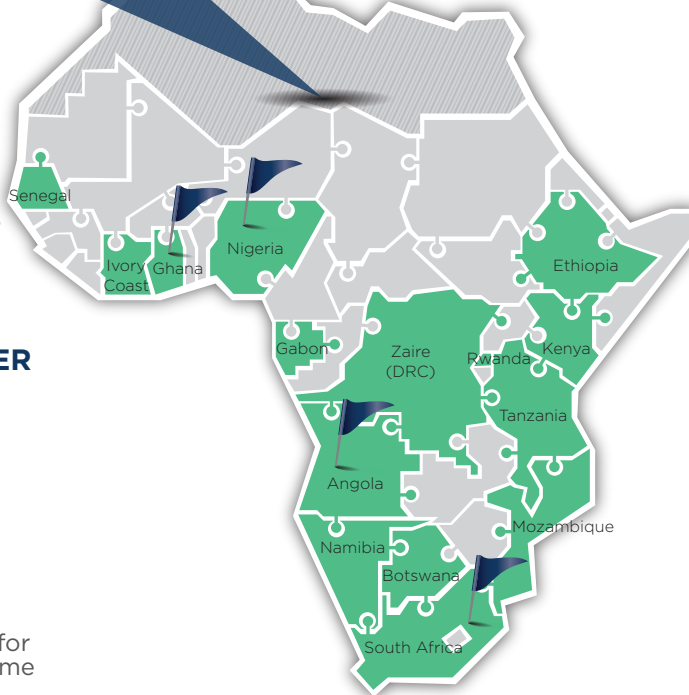 Senegal
Ivory
Coast
Ghana
Nigeria
Ethiopia
Gabon
Zaire
(DRC)
Rwanda
Kenya
ER
Tanzania
Angola
Mozambique
Namibia
Botswana
South Africa
for
me